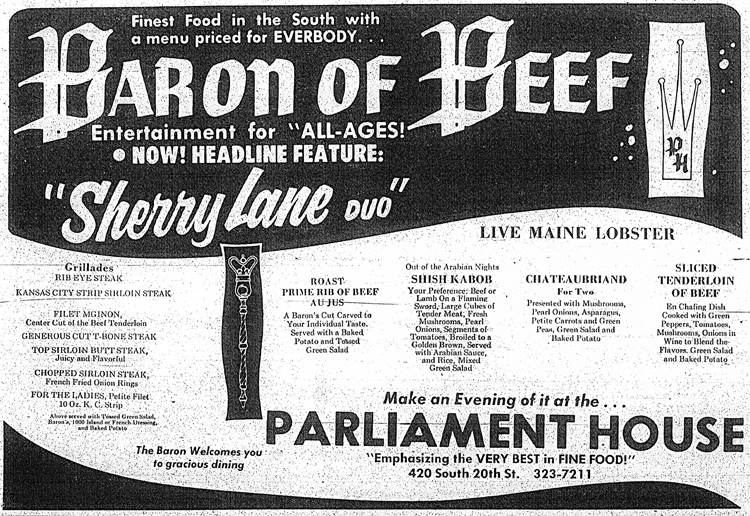 Finest Food in the South with
a menu priced for EVERBODY...
BARON OF BEEF
Entertainment for "ALL-AGES!
• NOW! HEADLINE FEATURE:
"Sherry Lane DUO"
PH
LIVE MAINE LOBSTER
Grillades
RIB EYE STEAK
KANSAS CITY STRIP SIRLOIN STEAK
FILET MGINON,
Center Cut of the Beef Tenderloin
GENEROUS CUT T-BONE STEAK
TOP SIRLOIN BUTT STEAK,
Juicy and Flavorful
CHOPPED SIRLOIN STEAK,
French Fried Onion Rings
FOR THE LADIES, Petite Filet
10 Oz. K. C. Strip
Above served with Tossed Green Salad,
Baron's, 1000 Island or French Dressing,
and Baked Potato
ROAST
PRIME RIB OF BEEF
AU JUS
A Baron's Cut Carved to
Your Individual Taste.
Served with a Baked
Potato and Tossed
Green Salad
Out of the Arabian Nights
SHISH KABOB
Your Preference: Beef or
Lamb On a Flaming
Sword, Large Cubes of
Tender Meat, Fresh
Mushrooms, Pearl
Onions, Segments of
Tomatoes, Broiled to a
Golden Brown, Served
with Arabian Sauce,
and Rice, Mixed
Green Salad
CHATEAUBRIAND
For Two
Presented with Mushrooms,
Pearl Onions, Asparagus,
Petite Carrots and Green
Peas, Green Salad and
Baked Potato
SLICED
TENDERLOIN
OF BEEF
En Chafing Dish
Cooked with Green
Peppers, Tomatoes,
Mushrooms, Onions in
Wine to Blend the
Flavors. Green Salad
and Baked Potato
The Baron Welcomes you
to gracious dining
Make an Evening of it at the...
PARLIAMENT HOUSE
"Emphasizing the VERY BEST in FINE FOOD!"
420 South 20th St. 323-7211